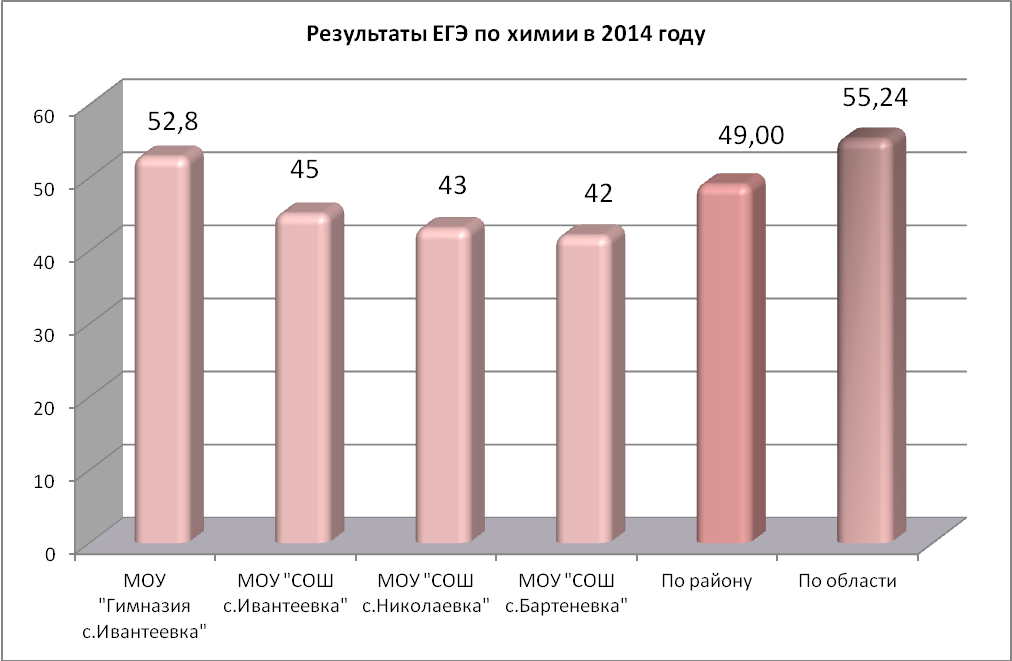 Результаты ЕГЭ по химии в 2014 году
60
50
40
30
20
10
0
52,8
45
43
42
49,00
55,24
МОУ
"Гимназия
с.Ивантеевка"
МОУ "СОШ
с.Ивантеевка"
МОУ "СОШ
с.Николаевка"
МОУ "СОШ
с.Бартеневка"
По району
По области